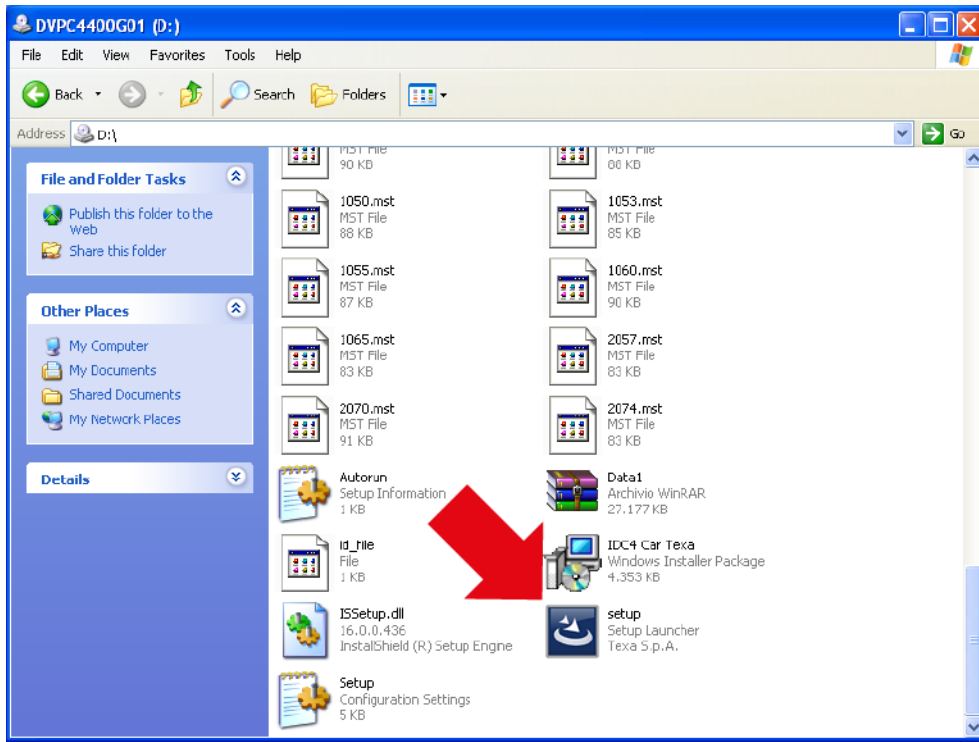 DVPC4400G01 (D:)
File Edit View Favorites Tools Help
Back Search Folders
Address D:\ Go
File and Folder Tasks
Publish this folder to the
Web
Share this folder
Other Places
My Computer
My Documents
Shared Documents
My Network Places
Details
MST File
90 KB
MST File
88 KB
1050.mst
MST File
88 KB
1053.mst
MST File
85 KB
1055.mst
MST File
87 KB
1060.mst
MST File
90 KB
1065.mst
MST File
83 KB
2057.mst
MST File
83 KB
2070.mst
MST File
91 KB
2074.mst
MST File
83 KB
Autorun
Setup Information
1 KB
Data1
Archivio WinRAR
27.177 KB
id_file
File
1 KB
IDC4 Car Texa
Windows Installer Package
4.353 KB
ISSetup.dll
16.0.0.436
InstallShield (R) Setup Engine
setup
Setup Launcher
Texa S.p.A.
Setup
Configuration Settings
5 KB